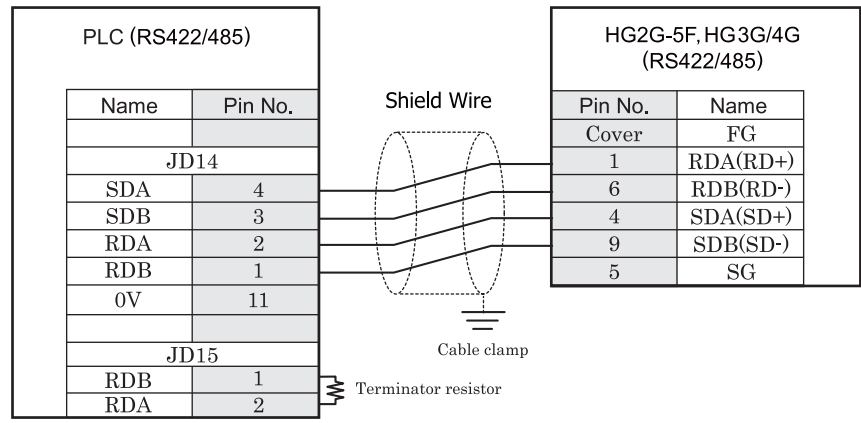 PLC (RS422/485)
Name Pin No.
JD14
SDA 4
SDB 3
RDA 2
RDB 1
0V 11
JD15
RDB 1
RDA 2
Shield Wire
Cable clamp
Terminator resistor
HG2G-5F, HG3G/4G
(RS422/485)
Pin No. Name
Cover FG
1 RDA(RD+)
6 RDB(RD-)
4 SDA(SD+)
9 SDB(SD-)
5 SG